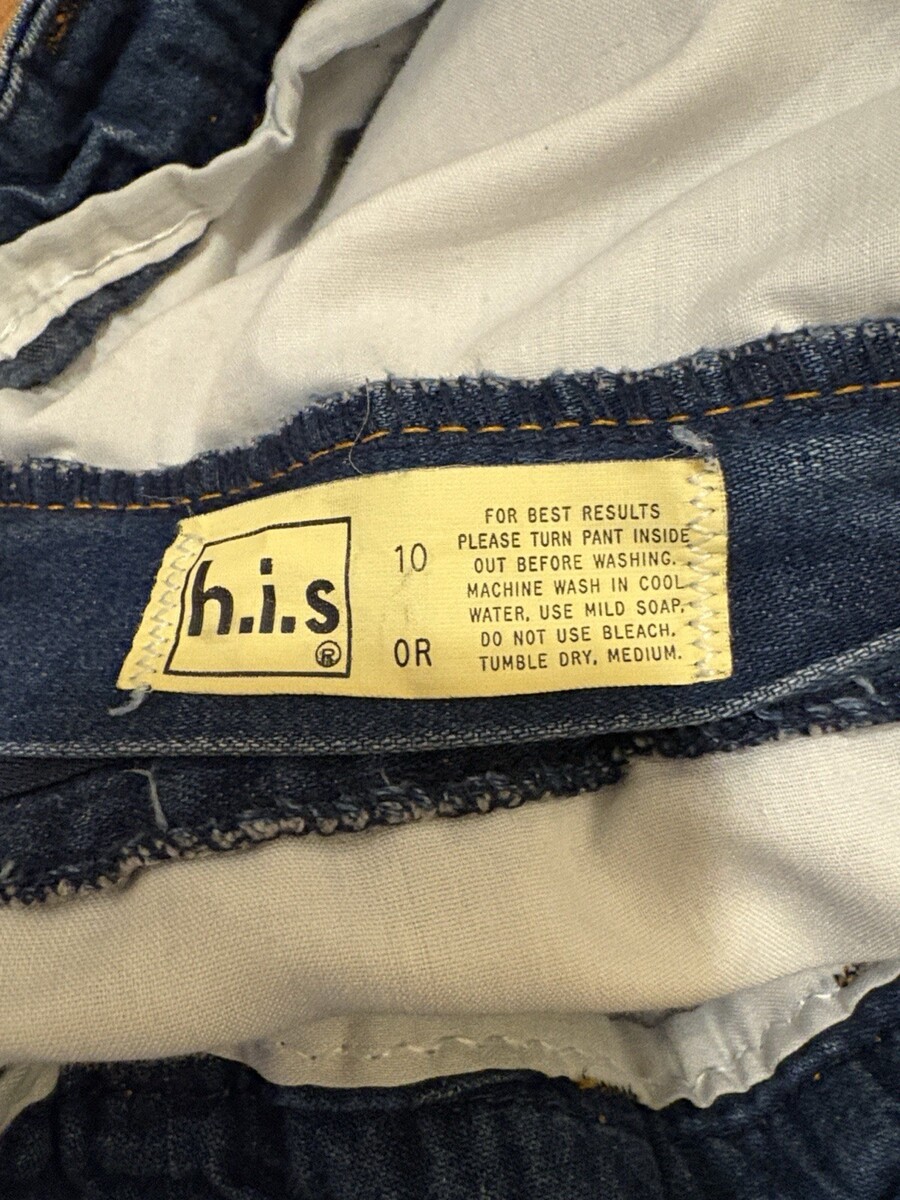 h.i.s
®
10
OR
FOR BEST RESULTS
PLEASE TURN PANT INSIDE
OUT BEFORE WASHING.
MACHINE WASH IN COOL
WATER, USE MILD SOAP.
DO NOT USE BLEACH.
TUMBLE DRY, MEDIUM.